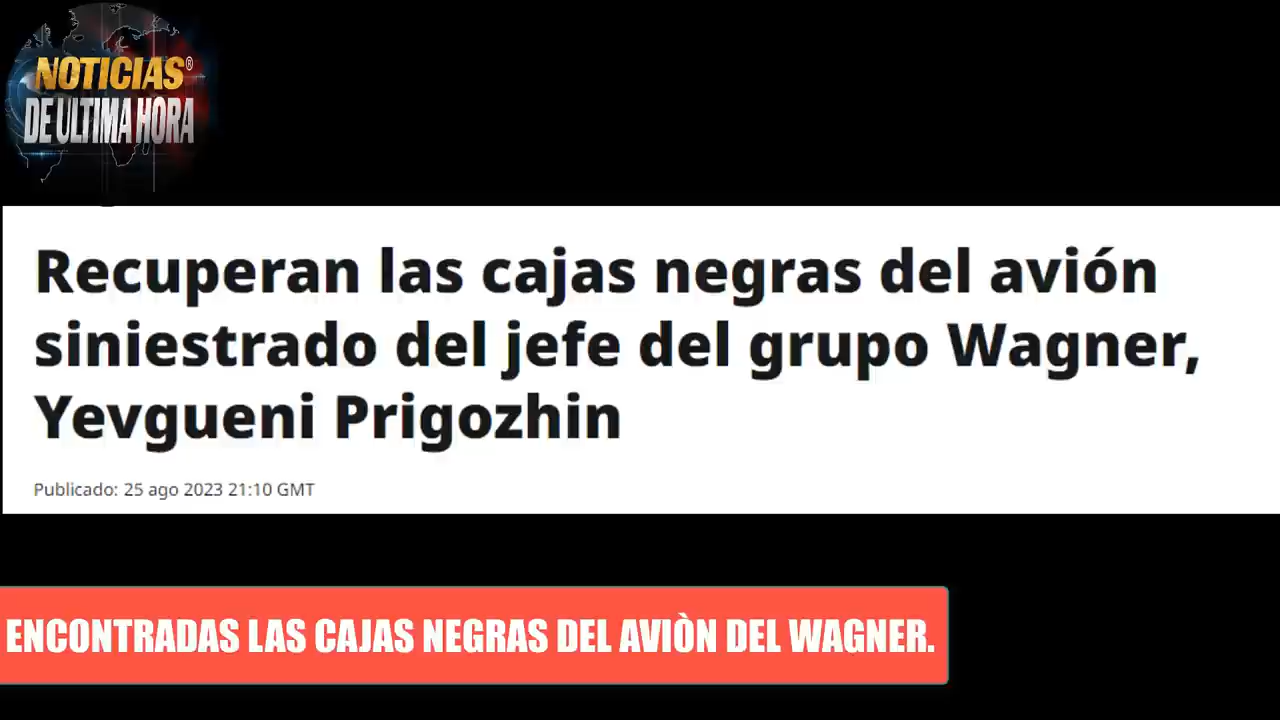 NOTICIAS®
DE ULTIMA HORA
Recuperan las cajas negras del avión
siniestrado del jefe del grupo Wagner,
Yevgueni Prigozhin
Publicado: 25 ago 2023 21:10 GMT
ENCONTRADAS LAS CAJAS NEGRAS DEL AVIÒN DEL WAGNER.